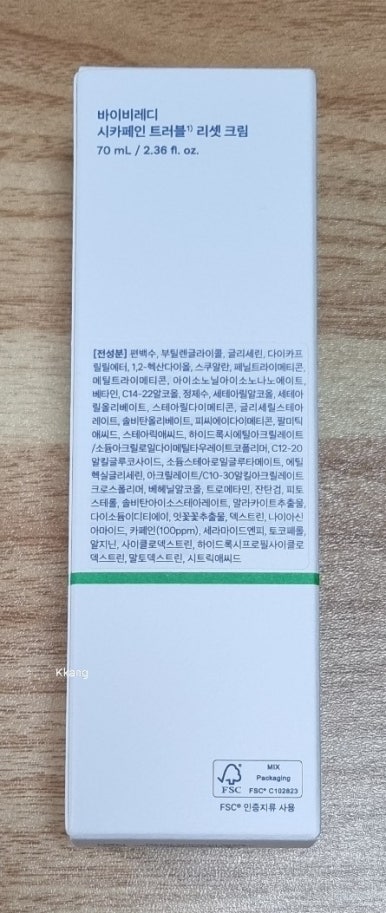 바이비레디
시카페인 트러블¹⁾ 리셋 크림
70 mL / 2.36 fl. oz.
[전성분] 편백수, 부틸렌글라이콜, 글리세린, 다이카프
릴릴에터, 1,2-헥산다이올, 스쿠알란, 페닐트라이메티콘,
메틸트라이메티콘, 아이소노닐아이소노나노에이트,
베타인, C14-22알코올, 정제수, 세테아릴알코올, 세테아
릴올리베이트, 스테아릴다이메티콘, 글리세릴스테아
레이트, 솔비탄올리베이트, 피씨에이다이메티콘, 팔미틱
애씨드, 스테아릭애씨드, 하이드록시에틸아크릴레이트
/소듐아크릴로일다이메틸타우레이트코폴리머, C12-20
알킬글루코사이드, 소듐스테아로일글루타메이트, 에틸
헥실글리세린, 아크릴레이트/C10-30알킬아크릴레이트
크로스폴리머, 베헤닐알코올, 트로메타민, 잔탄검, 피토
스테롤, 솔비탄아이소스테아레이트, 말라카이트추출물,
다이소듐이디티에이, 잇꽃꽃추출물, 덱스트린, 나이아신
아마이드, 카페인(100ppm), 세라마이드엔피, 토코페롤,
알지닌, 사이클로덱스트린, 하이드록시프로필사이클로
덱스트린, 말토덱스트린, 시트릭애씨드
Kkang
FSC
MIX
Packaging
FSC® C102823
FSC® 인증지류 사용